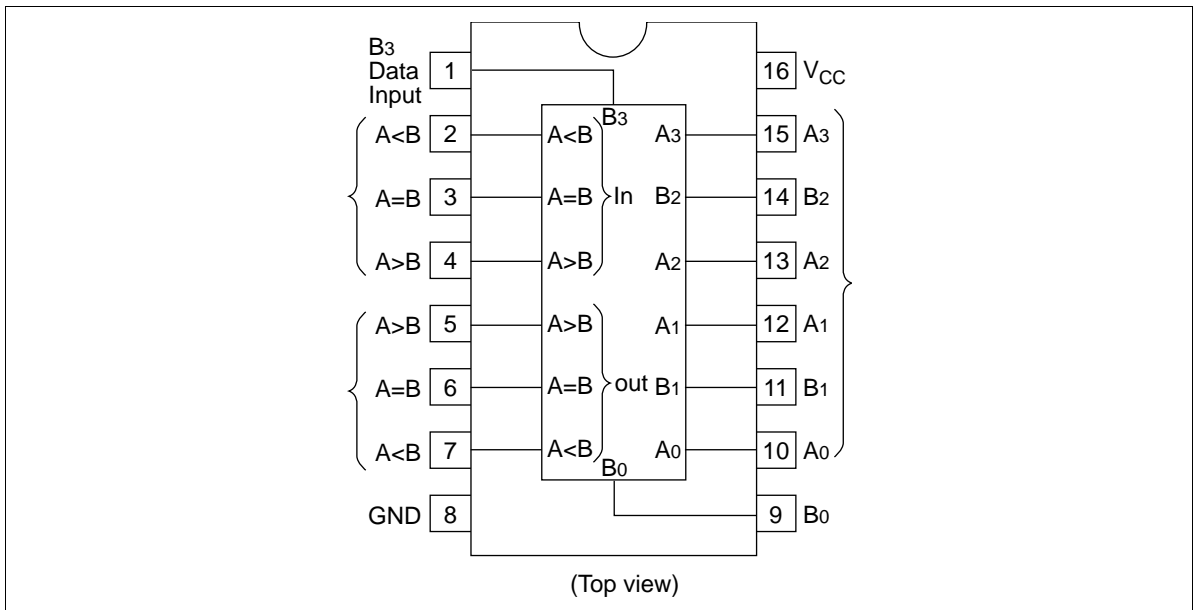 B3
Data
Input
1
16 VCC
B3
A<B 2 A<B A3 15 A3
A=B 3 A=B In B2 14 B2
A>B 4 A>B A2 13 A2
A>B 5 A>B A1 12 A1
A=B 6 A=B out B1 11 B1
A<B 7 A<B A0 10 A0
B0
GND 8 9 B0
(Top view)